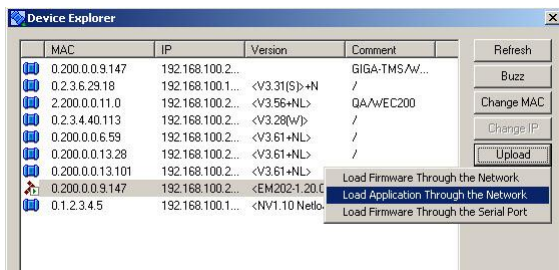 Device Explorer
MAC IP Version Comment Refresh
0.200.0.0.9.147 192.168.100.2... GIGA-TMS/W...
0.2.3.6.29.18 192.168.100.1... <V3.31(S)>+N /
Buzz
2.200.0.0.11.0 192.168.100.2... <V3.56+NL> QA/WEC200
Change MAC
0.2.3.4.40.113 192.168.100.2... <V3.28(W)> /
0.200.0.0.6.59 192.168.100.2... <V3.61+NL> /
Change IP
0.200.0.0.13.28 192.168.100.2... <V3.61+NL> /
Upload
0.200.0.0.13.101 192.168.100.2... <V3.61+NL>
0.200.0.0.9.147 192.168.100.2... <EM202-1.20.0
0.1.2.3.4.5 192.168.100.1... <NV1.10 Netlo
Load Firmware Through the Network
Load Application Through the Network
Load Firmware Through the Serial Port